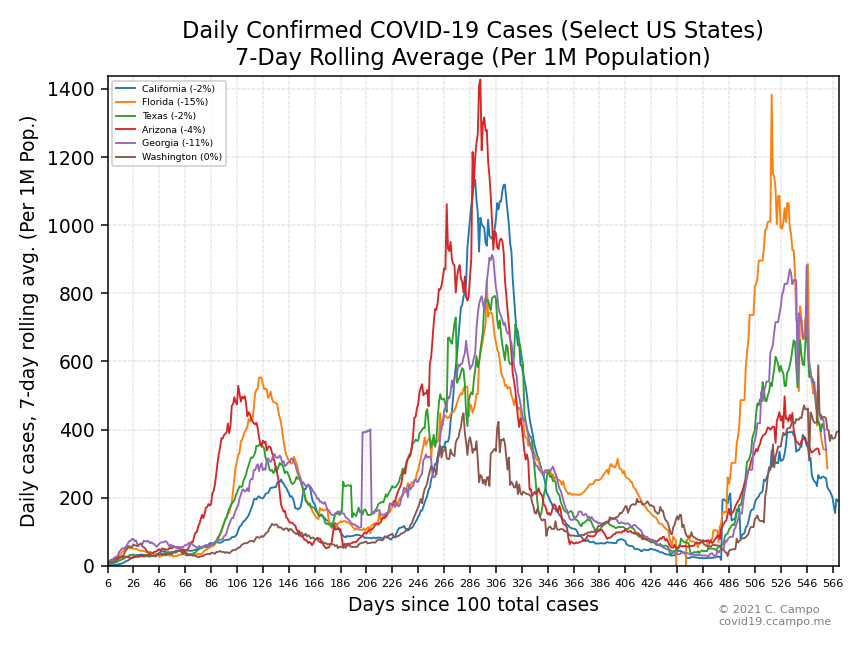 Daily Confirmed COVID-19 Cases (Select US States)
7-Day Rolling Average (Per 1M Population)
Daily cases, 7-day rolling avg. (Per 1M Pop.)
1400
1200
1000
800
600
400
200
0
California (-2%)
Florida (-15%)
Texas (-2%)
Arizona (-4%)
Georgia (-11%)
Washington (0%)
6 26 46 66 86 106 126 146 166 186 206 226 246 266 286 306 326 346 366 386 406 426 446 466 486 506 526 546 566
Days since 100 total cases
© 2021 C. Campo
covid19.ccampo.me